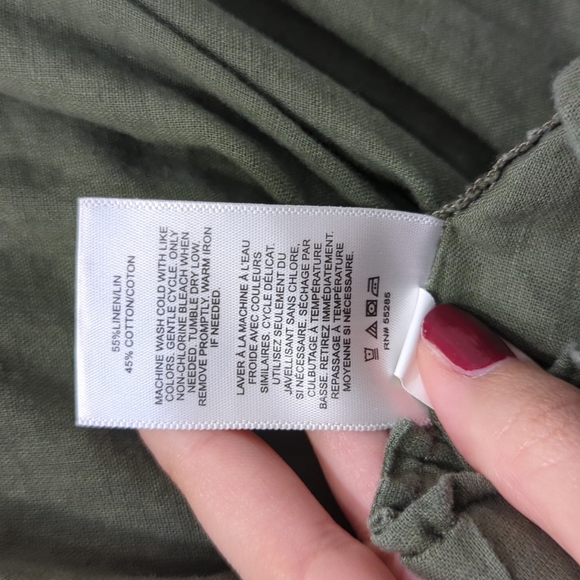 55%LINEN/LIN
45% COTTON/COTON
MACHINE WASH COLD WITH LIKE
COLORS, GENTLE CYCLE. ONLY
NON-CHLORINE BLEACH WHEN
NEEDED. TUMBLE DRY LOW.
REMOVE PROMPTLY. WARM IRON
IF NEEDED.
LAVER À LA MACHINE À L'EAU
FROIDE AVEC COULEURS
SIMILAIRES, CYCLE DÉLICAT.
UTILISEZ SEULEMENT DU
JAVELLISANT SANS CHLORE,
SI NÉCESSAIRE. SÉCHAGE PAR
CULBUTAGE À TEMPÉRATURE
BASSE. RETIREZ IMMÉDIATEMENT.
REPASSAGE À TEMPÉRATURE
MOYENNE SI NÉCESSAIRE.
RN# 55285